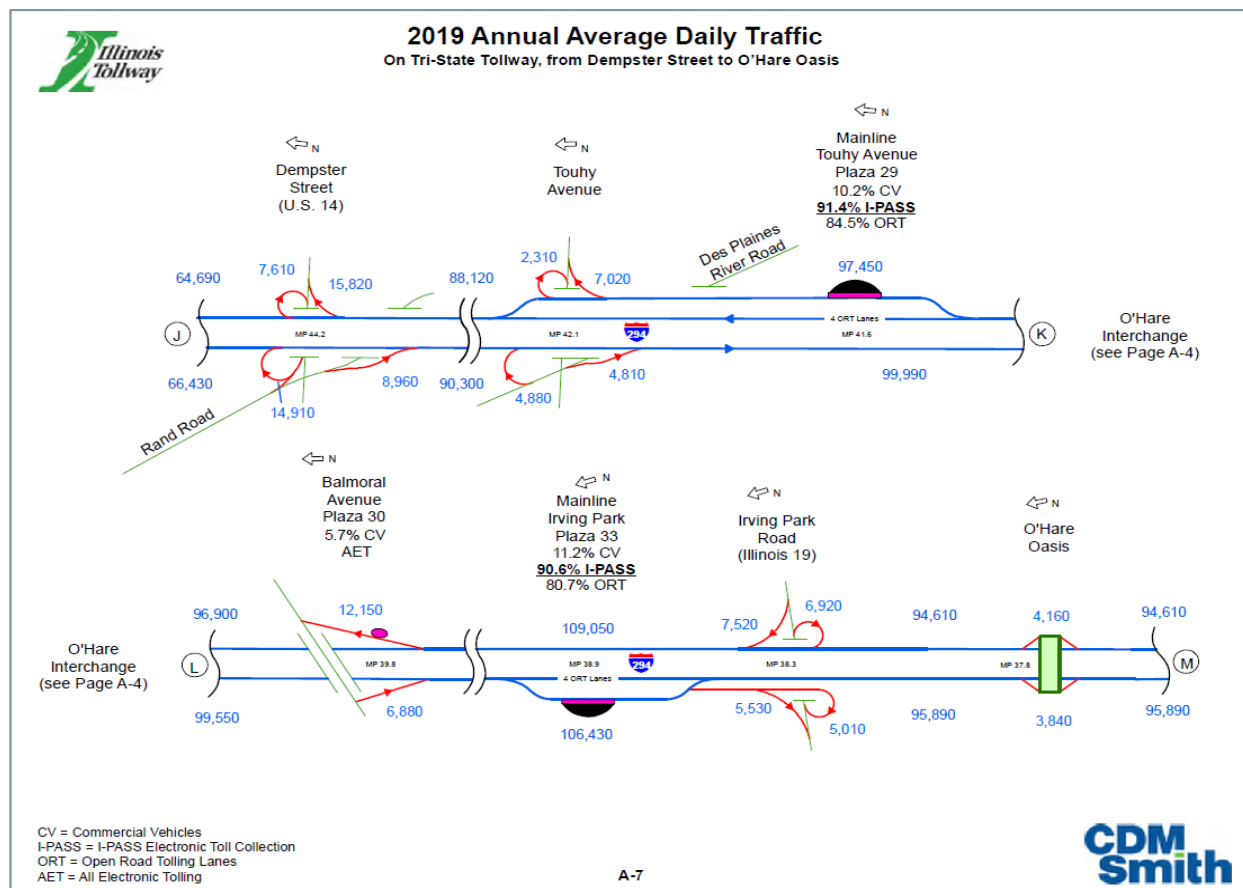 Illinois
Tollway
2019 Annual Average Daily Traffic
On Tri-State Tollway, from Dempster Street to O'Hare Oasis
N
Dempster
Street
(U.S. 14)
N
Touhy
Avenue
N
Mainline
Touhy Avenue
Plaza 29
10.2% CV
91.4% I-PASS
84.5% ORT
Des Plaines
River Road
64,690
7,610
15,820
88,120
2,310
7,020
97,450
J
MP 44.2
MP 42.1
294
4 ORT Lanes
MP 41.6
K
O'Hare
Interchange
(see Page A-4)
66,430
14,910
8,960
90,300
4,880
4,810
99,990
Rand Road
N
Balmoral
Avenue
Plaza 30
5.7% CV
AET
N
Mainline
Irving Park
Plaza 33
11.2% CV
90.6% I-PASS
80.7% ORT
N
Irving Park
Road
(Illinois 19)
N
O'Hare
Oasis
96,900
12,150
109,050
7,520
6,920
94,610
4,160
94,610
O'Hare
Interchange
(see Page A-4)
L
MP 39.8
MP 38.9
294
4 ORT Lanes
MP 38.3
MP 37.8
M
99,550
6,880
106,430
5,530
5,010
95,890
3,840
95,890
CV = Commercial Vehicles
I-PASS = I-PASS Electronic Toll Collection
ORT = Open Road Tolling Lanes
AET = All Electronic Tolling
A-7
CDM
Smith